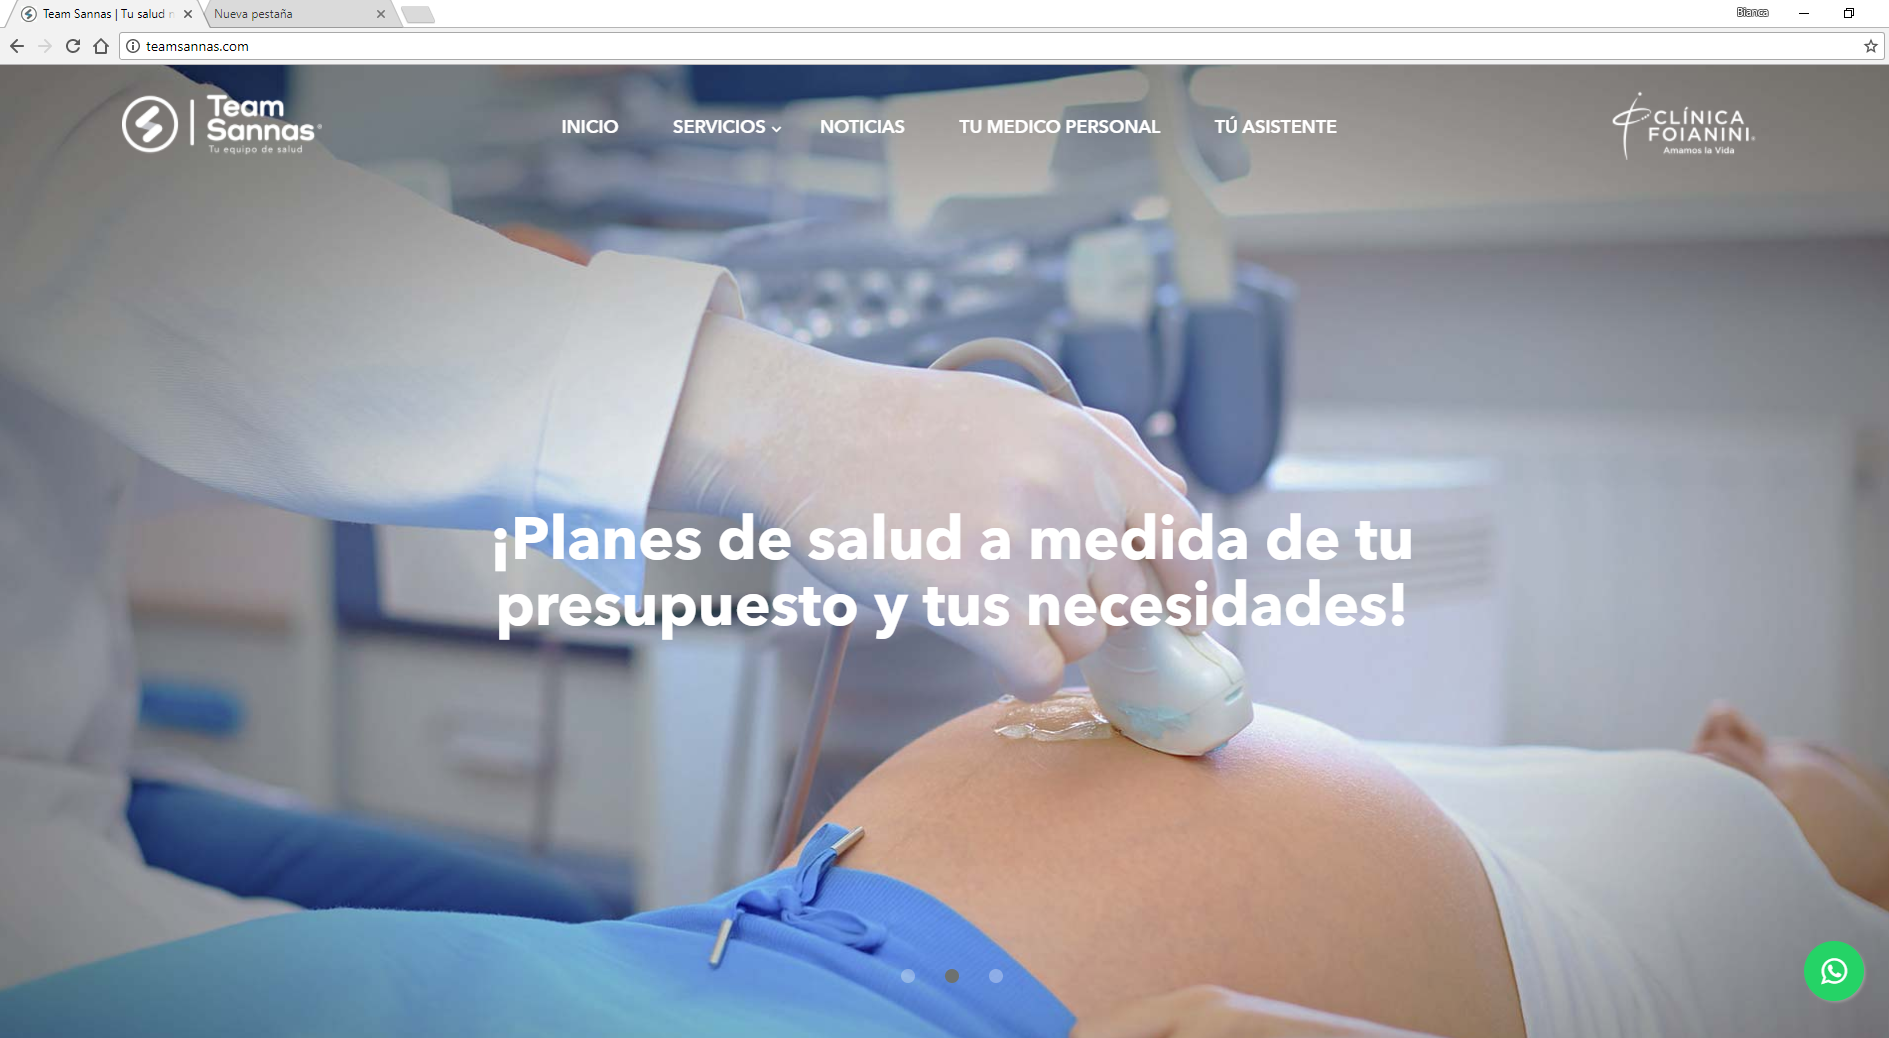 Team Sannas | Tu salud n
Nueva pestaña
Bianca
teamsannas.com
Team
Sannas
Tu equipo de salud
INICIO
SERVICIOS
NOTICIAS
TU MEDICO PERSONAL
TÚ ASISTENTE
CLÍNICA
FOIANINI®
Amamos la Vida
¡Planes de salud a medida de tu
presupuesto y tus necesidades!